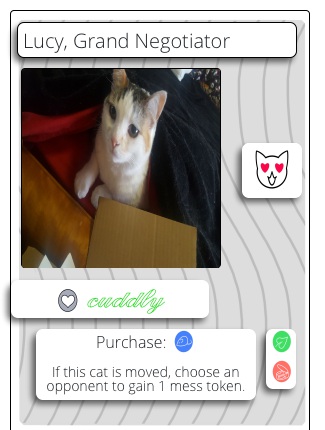 Lucy, Grand Negotiator
cuddly
Purchase:
If this cat is moved, choose an
opponent to gain 1 mess token.